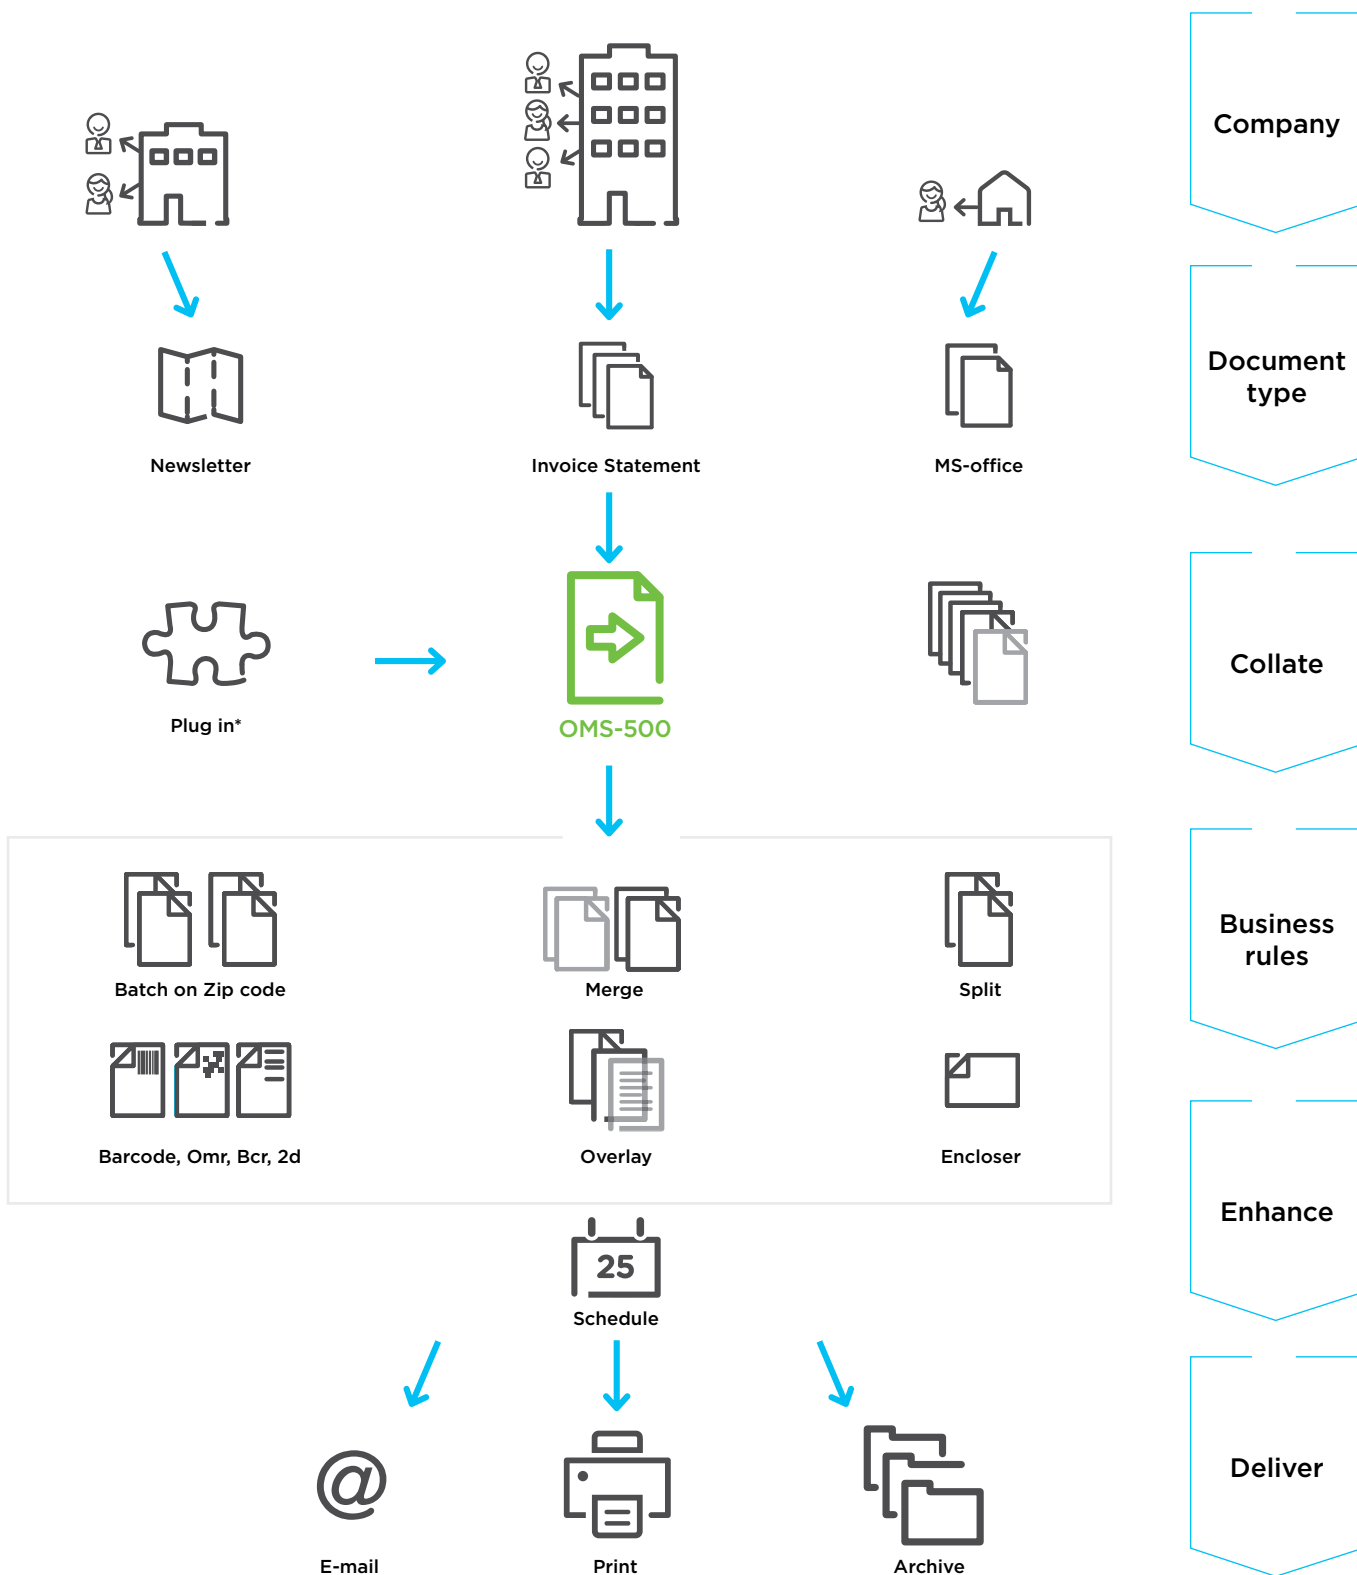 Company
Document
type
Newsletter
Invoice Statement
MS-office
Plug in*
OMS-500
Collate
Batch on Zip code
Merge
Split
Business
rules
Barcode, Omr, Bcr, 2d
Overlay
Encloser
Enhance
25
Schedule
Deliver
@
E-mail
Print
Archive